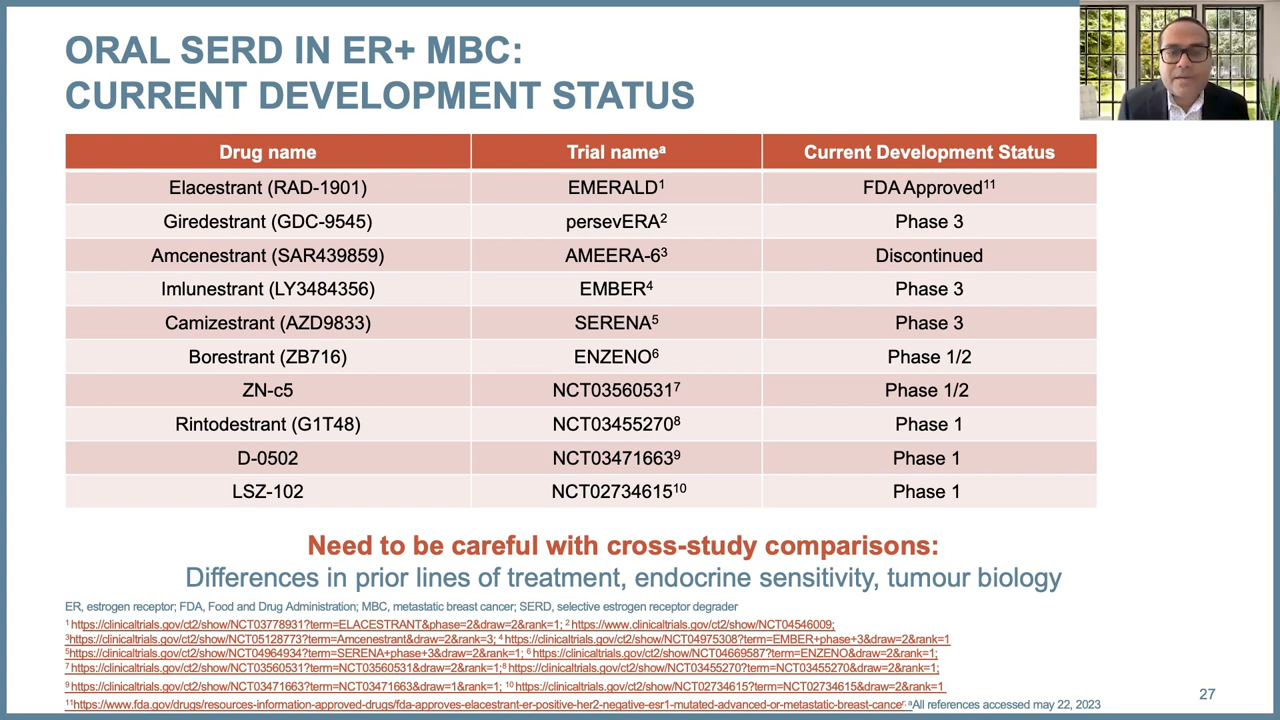 ORAL SERD IN ER+ MBC:
CURRENT DEVELOPMENT STATUS
Drug name Trial nameᵃ Current Development Status
Elacestrant (RAD-1901) EMERALD¹ FDA Approved¹¹
Giredestrant (GDC-9545) persevERA² Phase 3
Amcenestrant (SAR439859) AMEERA-6³ Discontinued
Imlunestrant (LY3484356) EMBER⁴ Phase 3
Camizestrant (AZD9833) SERENA⁵ Phase 3
Borestrant (ZB716) ENZENO⁶ Phase 1/2
ZN-c5 NCT03560531⁷ Phase 1/2
Rintodestrant (G1T48) NCT03455270⁸ Phase 1
D-0502 NCT03471663⁹ Phase 1
LSZ-102 NCT02734615¹⁰ Phase 1
Need to be careful with cross-study comparisons:
Differences in prior lines of treatment, endocrine sensitivity, tumour biology
ER, estrogen receptor; FDA, Food and Drug Administration; MBC, metastatic breast cancer; SERD, selective estrogen receptor degrader
¹ https://clinicaltrials.gov/ct2/show/NCT03778931?term=ELACESTRANT&phase=2&draw=2&rank=1; ² https://www.clinicaltrials.gov/ct2/show/NCT04546009;
³https://clinicaltrials.gov/ct2/show/NCT05128773?term=Amcenestrant&draw=2&rank=3; ⁴ https://clinicaltrials.gov/ct2/show/NCT04975308?term=EMBER+phase+3&draw=2&rank=1
⁵https://clinicaltrials.gov/ct2/show/NCT04964934?term=SERENA+phase+3&draw=2&rank=1; ⁶ https://clinicaltrials.gov/ct2/show/NCT04669587?term=ENZENO&draw=2&rank=1;
⁷ https://clinicaltrials.gov/ct2/show/NCT03560531?term=NCT03560531&draw=2&rank=1;⁸ https://clinicaltrials.gov/ct2/show/NCT03455270?term=NCT03455270&draw=2&rank=1;
⁹ https://clinicaltrials.gov/ct2/show/NCT03471663?term=NCT03471663&draw=1&rank=1; ¹⁰ https://clinicaltrials.gov/ct2/show/NCT02734615?term=NCT02734615&draw=2&rank=1
¹¹https://www.fda.gov/drugs/resources-information-approved-drugs/fda-approves-elacestrant-er-positive-her2-negative-esr1-mutated-advanced-or-metastatic-breast-cancer; ᵃAll references accessed may 22, 2023
27